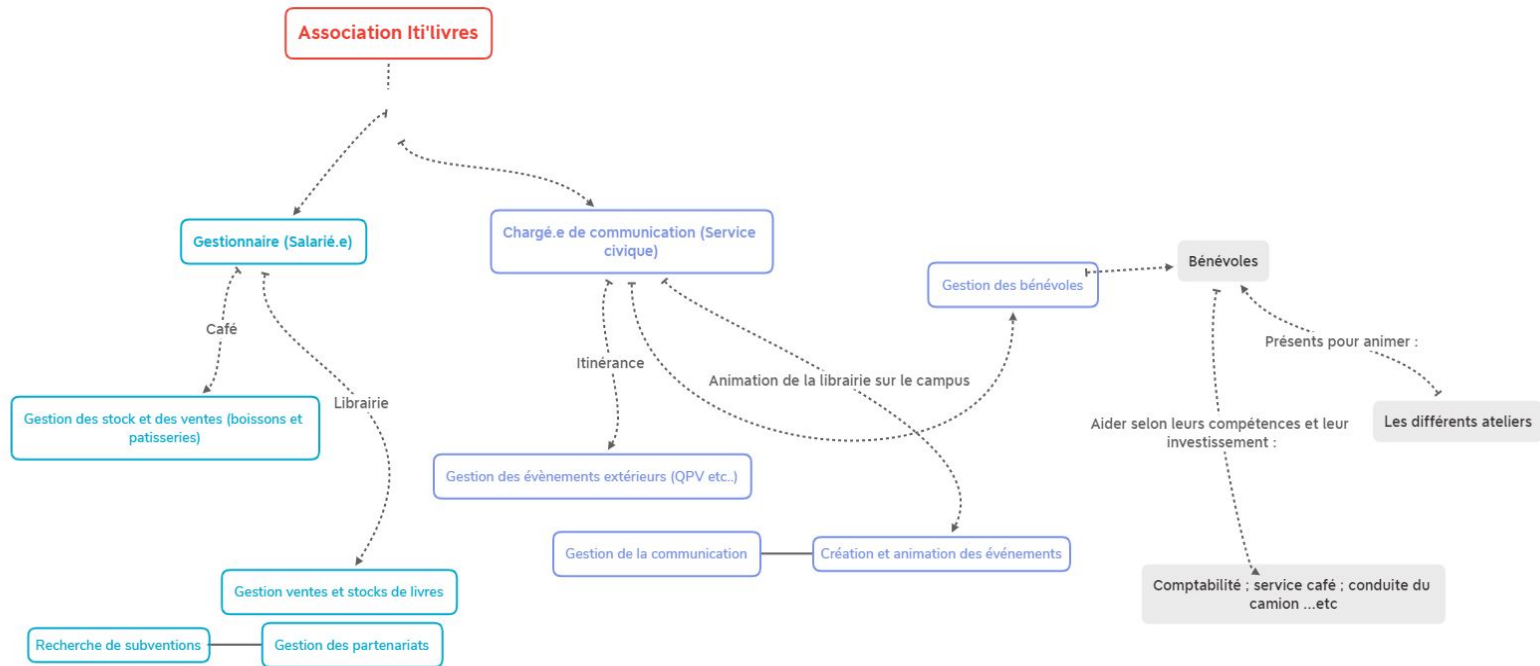 Association Iti'livres
Gestionnaire (Salarié.e)
Chargé.e de communication (Service
civique)
Gestion des bénévoles
Bénévoles
Café
Itinérance
Présents pour animer :
Animation de la librairie sur le campus
Librairie
Gestion des stock et des ventes (boissons et
patisseries)
Aider selon leurs compétences et leur
investissement :
Les différents ateliers
Gestion des évènements extérieurs (QPV etc..)
Gestion de la communication
Création et animation des événements
Gestion ventes et stocks de livres
Comptabilité ; service café ; conduite du
camion ...etc
Recherche de subventions
Gestion des partenariats